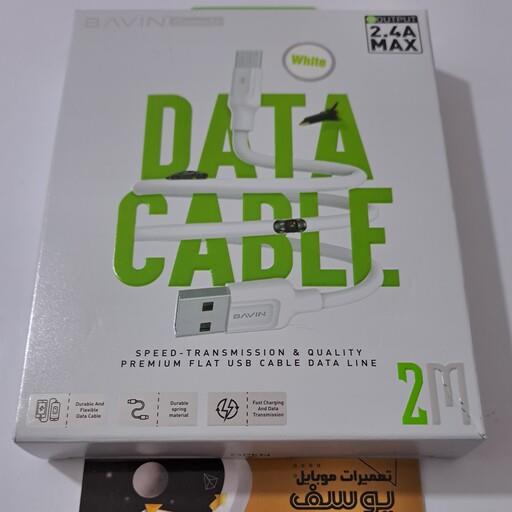 BAVIN
OUTPUT
2.4A
MAX
White
DATA
CABLE
BAVIN
SPEED-TRANSMISSION & QUALITY
PREMIUM FLAT USB CABLE DATA LINE
Durable And
Flexible
Data Cable
Durable
spring
material
Fast Charging
And Data
Transmission
2M
OPEN
تعمیرات موبایل
یوسف